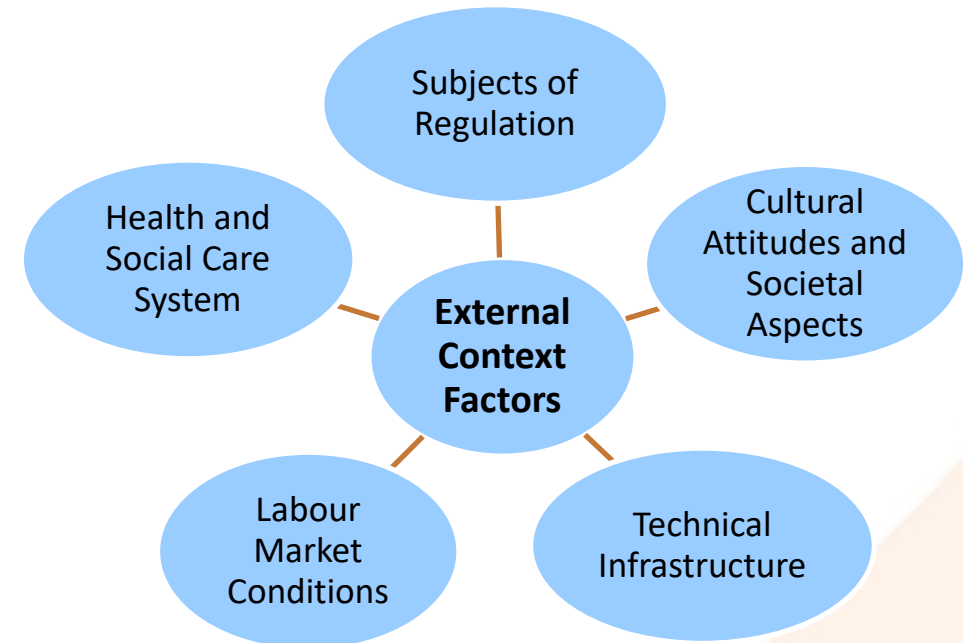 Subjects of
Regulation
Health and
Social Care
System
Cultural
Attitudes and
Societal
Aspects
External
Context
Factors
Labour
Market
Conditions
Technical
Infrastructure